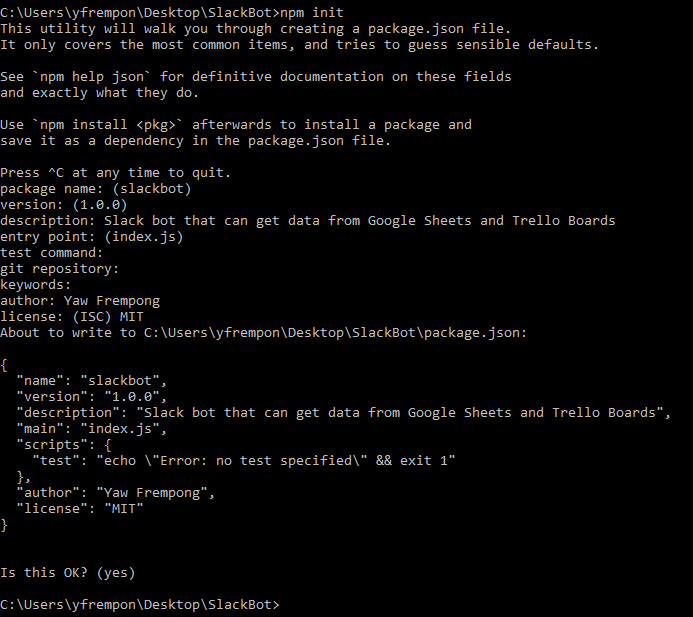 C:\Users\yfrempon\Desktop\SlackBot>npm init
This utility will walk you through creating a package.json file.
It only covers the most common items, and tries to guess sensible defaults.

See `npm help json` for definitive documentation on these fields
and exactly what they do.

Use `npm install <pkg>` afterwards to install a package and
save it as a dependency in the package.json file.

Press ^C at any time to quit.
package name: (slackbot)
version: (1.0.0)
description: Slack bot that can get data from Google Sheets and Trello Boards
entry point: (index.js)
test command:
git repository:
keywords:
author: Yaw Frempong
license: (ISC) MIT
About to write to C:\Users\yfrempon\Desktop\SlackBot\package.json:

{
  "name": "slackbot",
  "version": "1.0.0",
  "description": "Slack bot that can get data from Google Sheets and Trello Boards",
  "main": "index.js",
  "scripts": {
    "test": "echo \"Error: no test specified\" && exit 1"
  },
  "author": "Yaw Frempong",
  "license": "MIT"
}

Is this OK? (yes)

C:\Users\yfrempon\Desktop\SlackBot>